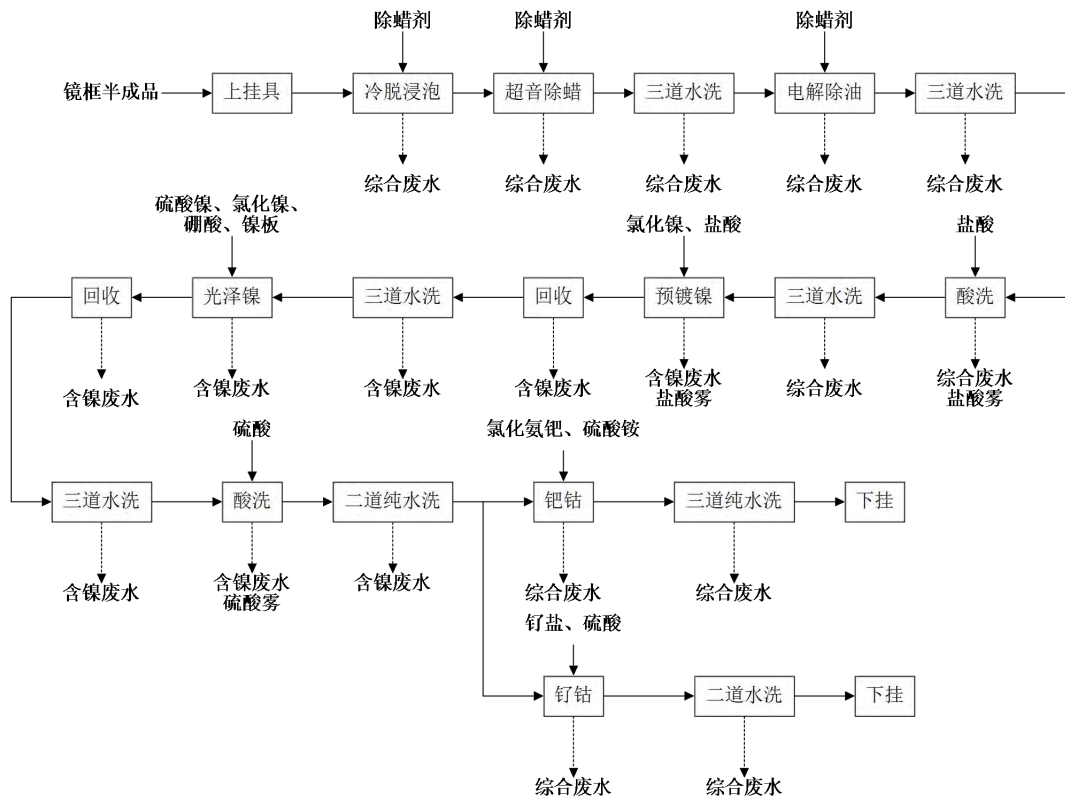 除蜡剂
除蜡剂
除蜡剂
镜框半成品
上挂具
冷脱浸泡
超音除蜡
三道水洗
电解除油
三道水洗
综合废水
综合废水
综合废水
综合废水
综合废水
硫酸镍、氯化镍、
硼酸、镍板
氯化镍、盐酸
盐酸
回收
光泽镍
三道水洗
回收
预镀镍
三道水洗
酸洗
含镍废水
含镍废水
含镍废水
含镍废水
含镍废水
盐酸雾
综合废水
综合废水
盐酸雾
硫酸
氯化氨钯、硫酸铵
三道水洗
酸洗
二道纯水洗
钯钴
三道纯水洗
下挂
含镍废水
含镍废水
硫酸雾
含镍废水
综合废水
综合废水
钌盐、硫酸
钌钴
二道水洗
下挂
综合废水
综合废水